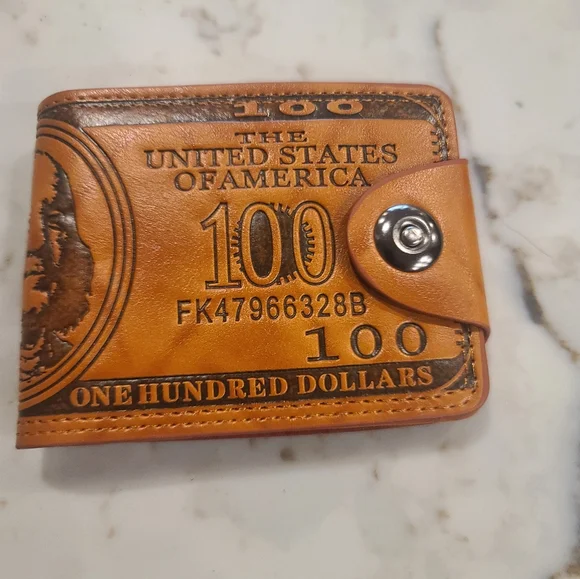 100
THE
UNITED STATES
OFAMERICA
100
FK47966328B
100
ONE HUNDRED DOLLARS